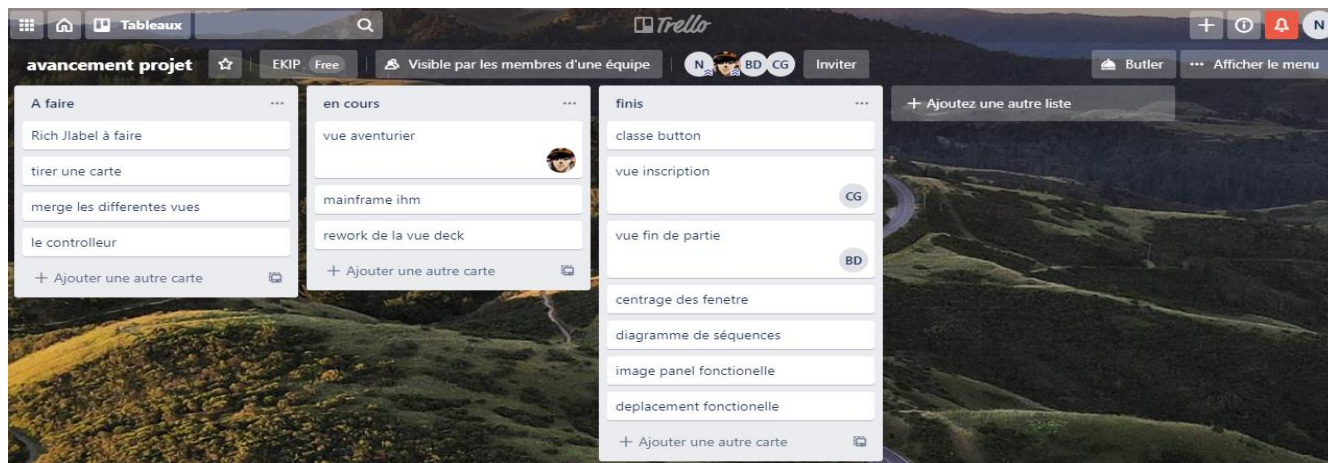 Tableaux
Trello
N
avancement projet
EKIP Free
Visible par les membres d'une équipe
N BD CG
Inviter
Butler
... Afficher le menu
A faire
Rich Jlabel à faire
tirer une carte
merge les differentes vues
le controlleur
+ Ajouter une autre carte
en cours
vue aventurier
mainframe ihm
rework de la vue deck
+ Ajouter une autre carte
finis
classe button
vue inscription
CG
vue fin de partie
BD
centrage des fenetre
diagramme de séquences
image panel fonctionelle
deplacement fonctionelle
+ Ajouter une autre carte
+ Ajoutez une autre liste